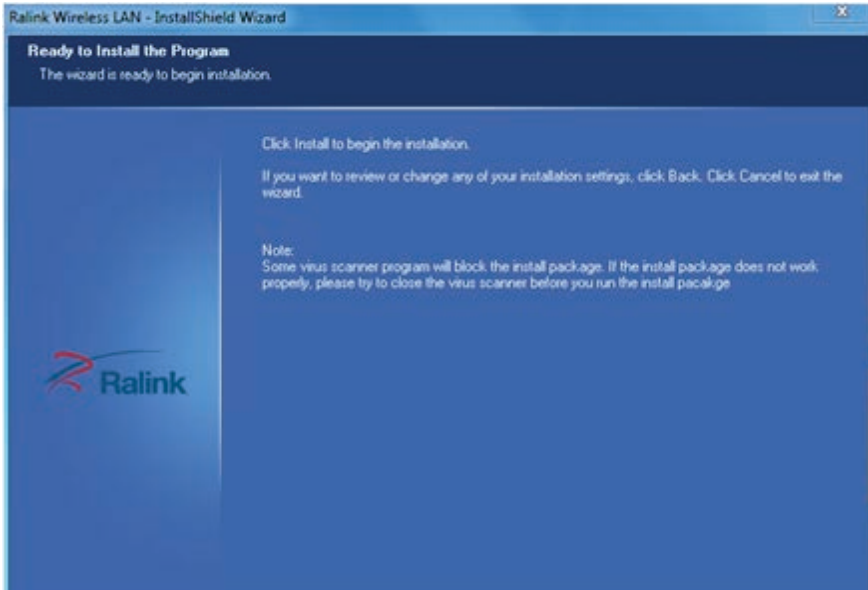 Ralink Wireless LAN - InstallShield Wizard
Ready to Install the Program
The wizard is ready to begin installation.
Click Install to begin the installation.
If you want to review or change any of your installation settings, click Back. Click Cancel to exit the
wizard.
Note:
Some virus scanner program will block the install package. If the install package does not work
properly, please try to close the virus scanner before you run the install pacakge
Ralink